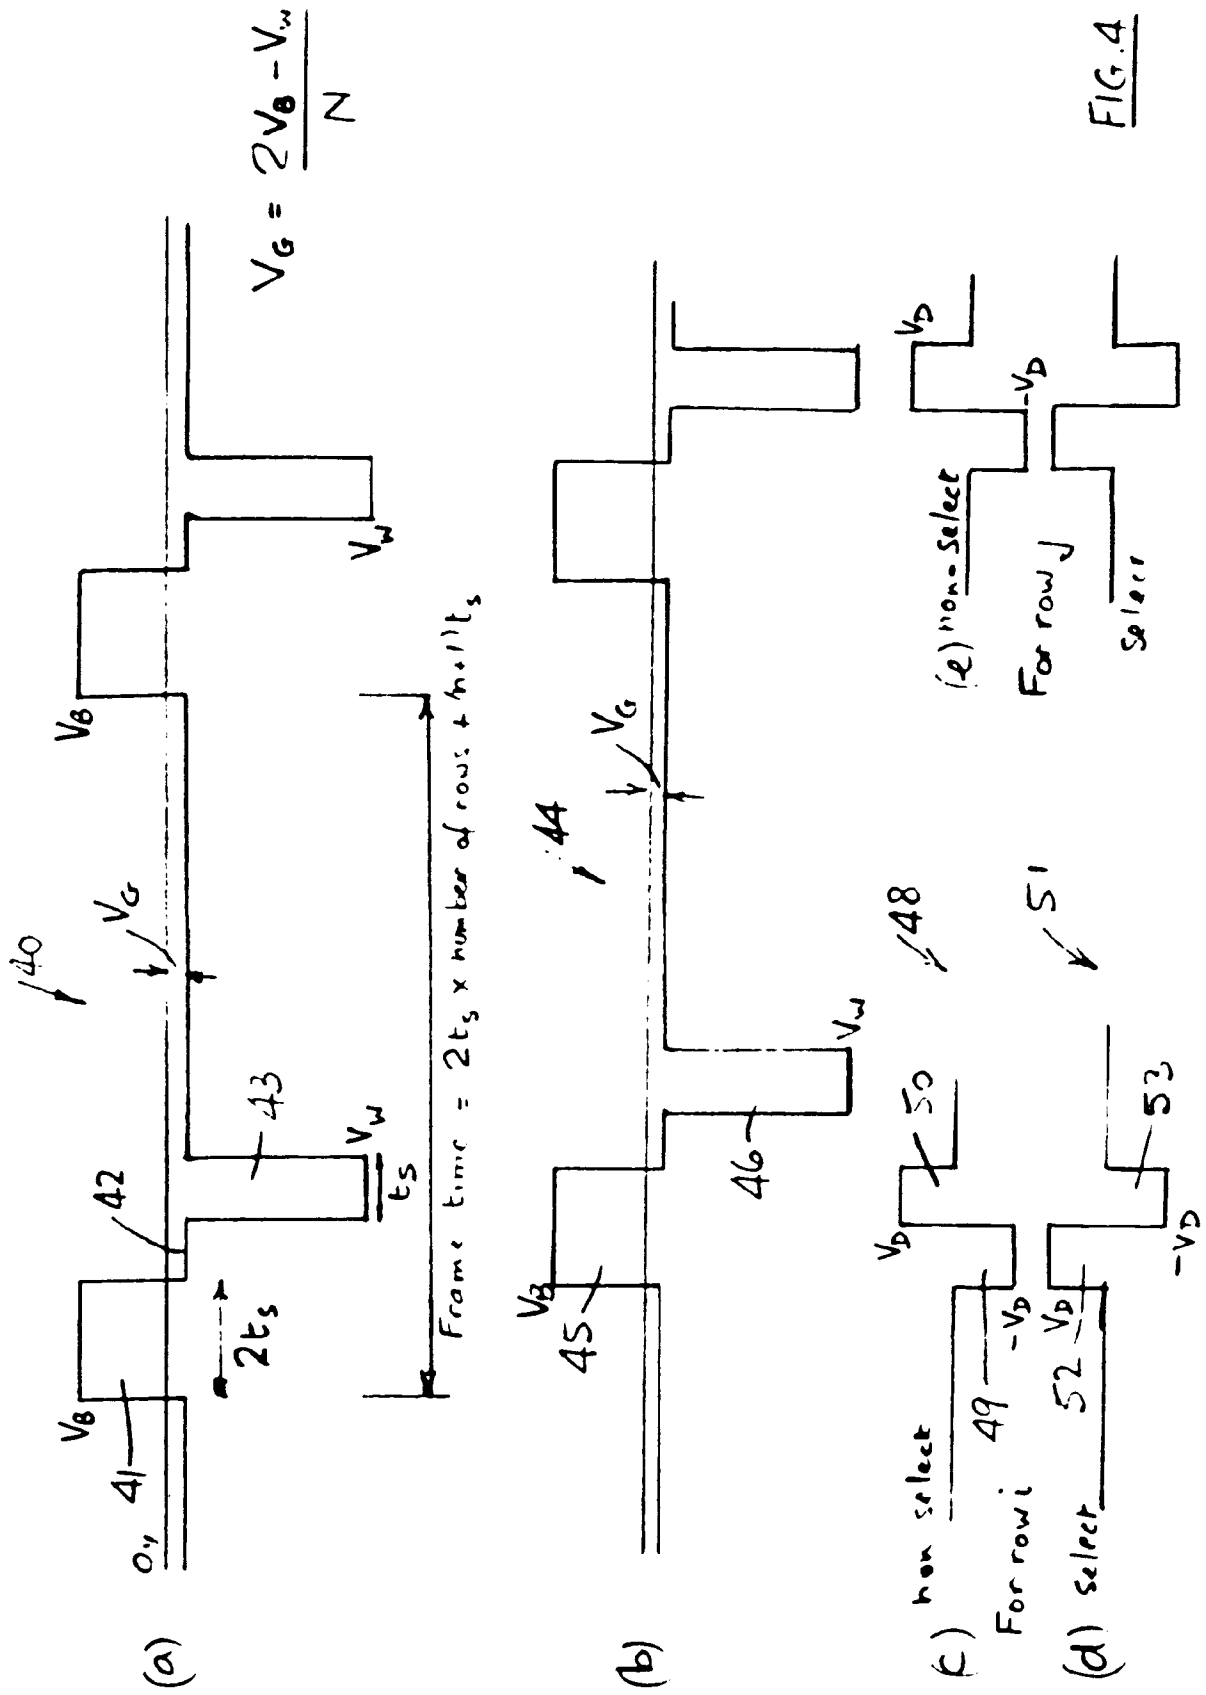 (a)
0v
V_B
41
42
43
V_W
t_s
2t_s
40
V_G
V_B
V_W
V_G = 2V_B - V_W / N
Frame time = 2t_s x number of rows + (n+1)t_s
(b)
V_B
45
46
V_W
44
V_G
(c) non select
For row i
(d) select
49
50
V_D
-V_D
48
52
53
V_D
-V_D
51
(e) non-select
For row J
select
V_D
-V_D
FIG.4